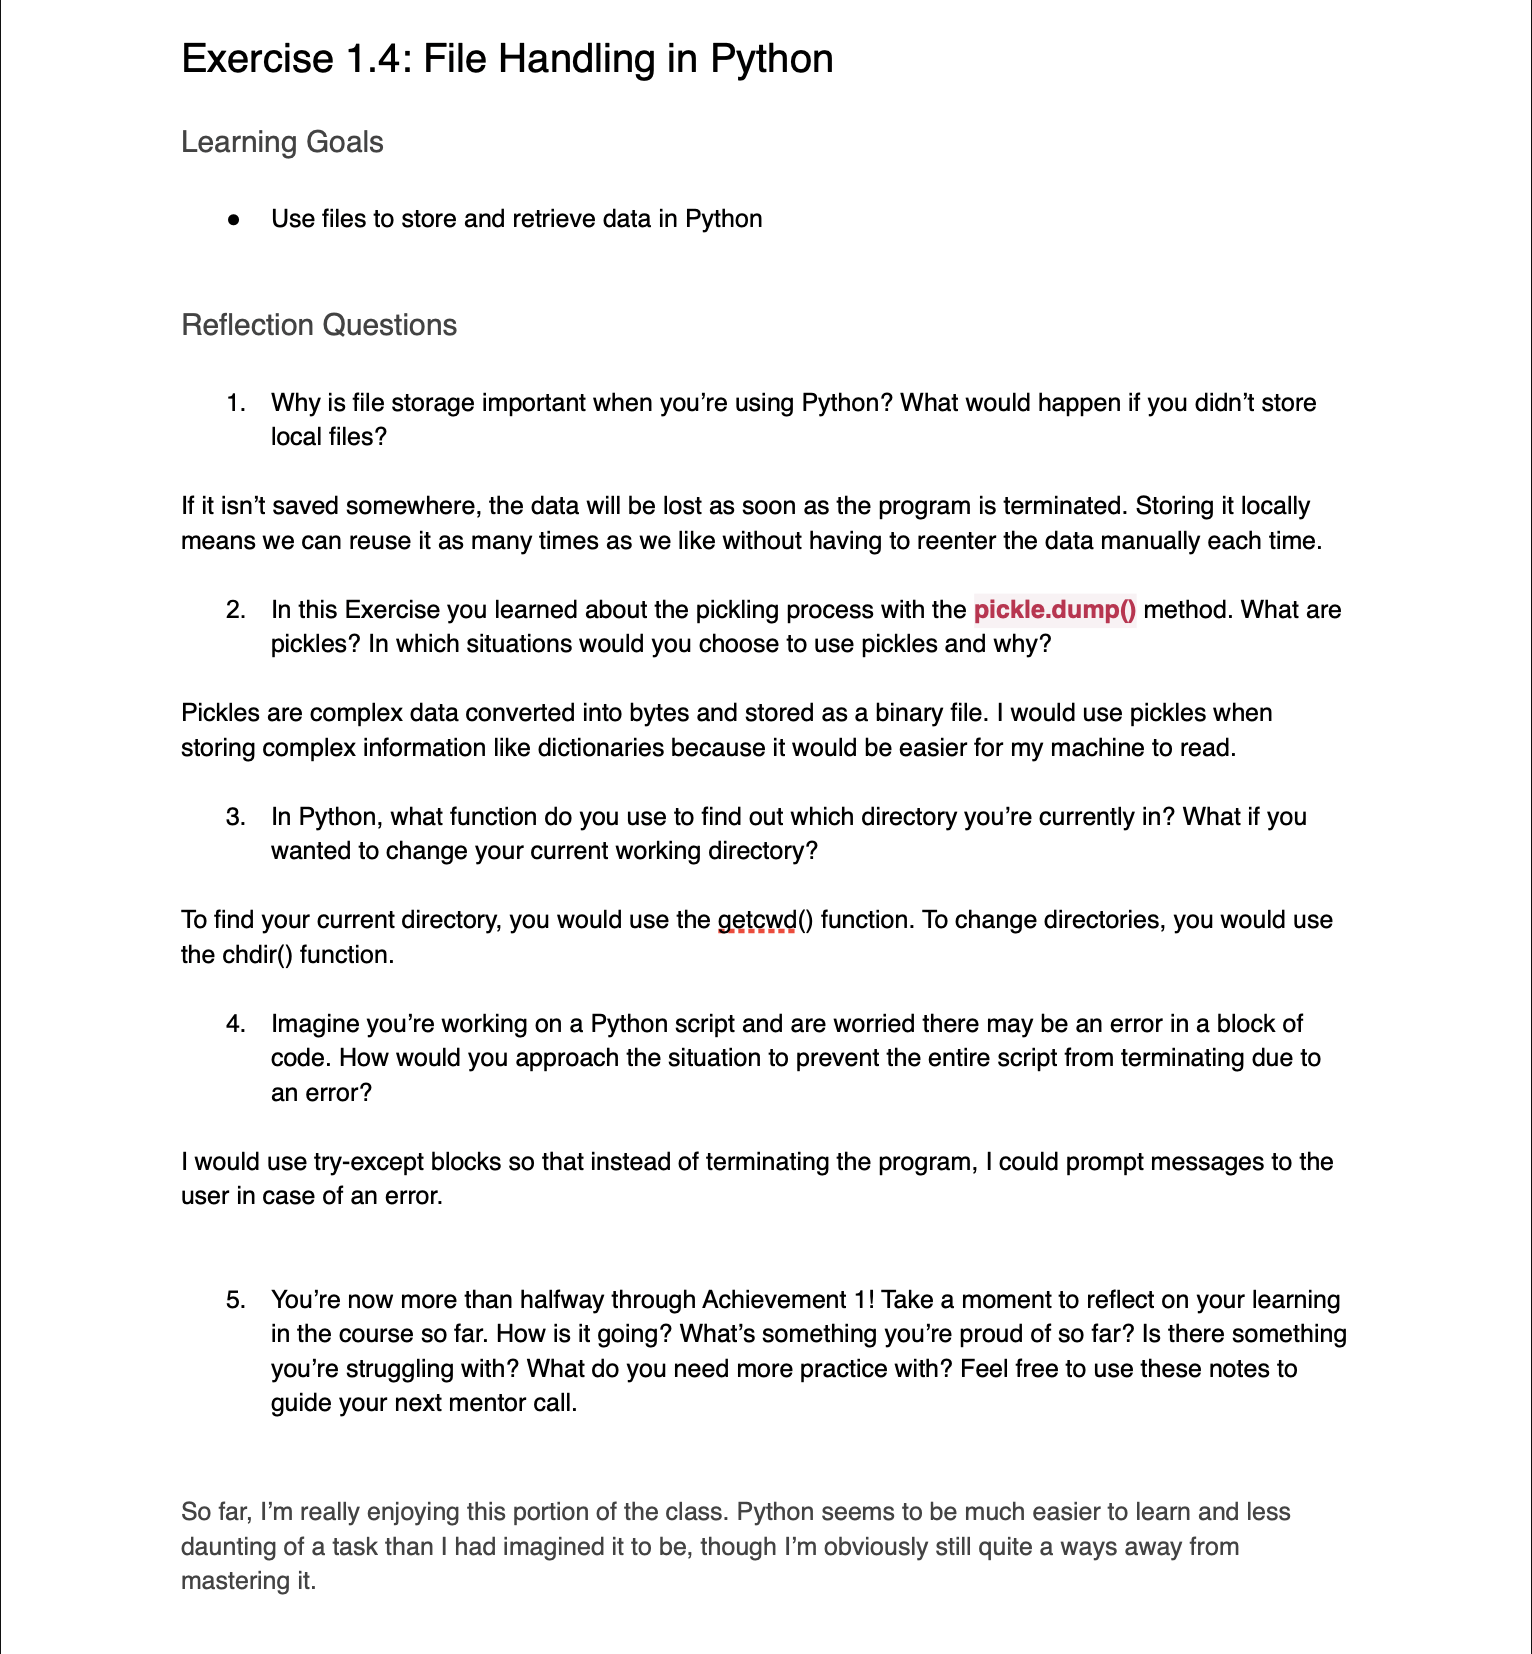 Exercise 1.4: File Handling in Python
Learning Goals
● Use files to store and retrieve data in Python
Reflection Questions
1. Why is file storage important when you’re using Python? What would happen if you didn’t store
local files?
If it isn’t saved somewhere, the data will be lost as soon as the program is terminated. Storing it locally
means we can reuse it as many times as we like without having to reenter the data manually each time.
2. In this Exercise you learned about the pickling process with the pickle.dump() method. What are
pickles? In which situations would you choose to use pickles and why?
Pickles are complex data converted into bytes and stored as a binary file. I would use pickles when
storing complex information like dictionaries because it would be easier for my machine to read.
3. In Python, what function do you use to find out which directory you’re currently in? What if you
wanted to change your current working directory?
To find your current directory, you would use the getcwd() function. To change directories, you would use
the chdir() function.
4. Imagine you’re working on a Python script and are worried there may be an error in a block of
code. How would you approach the situation to prevent the entire script from terminating due to
an error?
I would use try-except blocks so that instead of terminating the program, I could prompt messages to the
user in case of an error.
5. You’re now more than halfway through Achievement 1! Take a moment to reflect on your learning
in the course so far. How is it going? What’s something you’re proud of so far? Is there something
you’re struggling with? What do you need more practice with? Feel free to use these notes to
guide your next mentor call.
So far, I’m really enjoying this portion of the class. Python seems to be much easier to learn and less
daunting of a task than I had imagined it to be, though I’m obviously still quite a ways away from
mastering it.